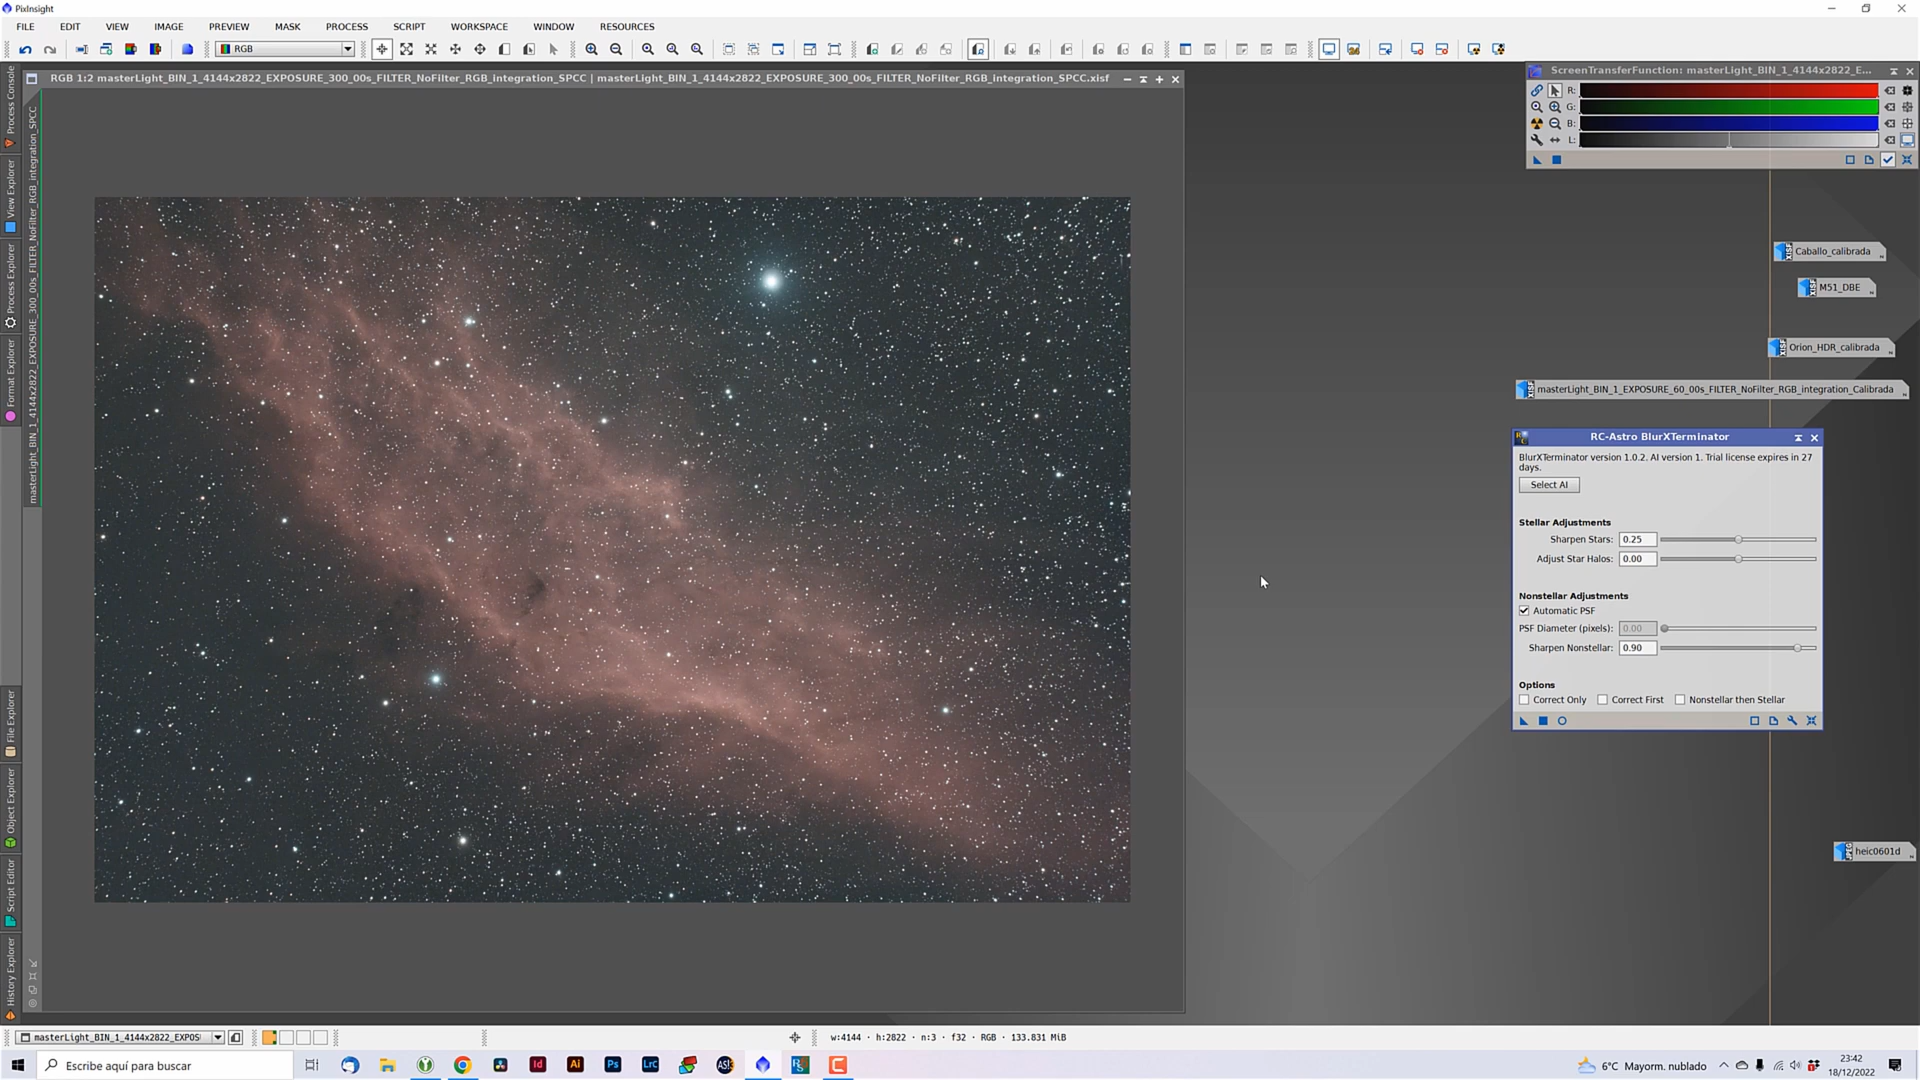 PixInsight
FILE EDIT VIEW IMAGE PREVIEW MASK PROCESS SCRIPT WORKSPACE WINDOW RESOURCES
RGB
RGB 1:2 masterLight_BIN_1_4144x2822_EXPOSURE_300_00s_FILTER_NoFilter_RGB_integration_SPCC | masterLight_BIN_1_4144x2822_EXPOSURE_300_00s_FILTER_NoFilter_RGB_integration_SPCC.xisf
masterLight_BIN_1_4144x2822_EXPOSURE_300_00s_FILTER_NoFilter_RGB_integration_SPCC
Process Console
View Explorer
Process Explorer
Format Explorer
File Explorer
Object Explorer
Script Editor
History Explorer
ScreenTransferFunction: masterLight_BIN_1_4144x2822_E...
R:
G:
B:
L:
Caballo_calibrada
M51_DBE
Orion_HDR_calibrada
masterLight_BIN_1_EXPOSURE_60_00s_FILTER_NoFilter_RGB_integration_Calibrada
RC-Astro BlurXTerminator
BlurXTerminator version 1.0.2. AI version 1. Trial license expires in 27
days.
Select AI
Stellar Adjustments
Sharpen Stars: 0.25
Adjust Star Halos: 0.00
Nonstellar Adjustments
Automatic PSF
PSF Diameter (pixels): 0.00
Sharpen Nonstellar: 0.90
Options
Correct Only Correct First Nonstellar then Stellar
heic0601d
masterLight_BIN_1_4144x2822_EXPOS
w:4144 · h:2822 · n:3 · f32 · RGB · 133.831 MiB
Escribe aquí para buscar
Id
Ai
Ps
LrC
6°C Mayorm. nublado
23:42
18/12/2022